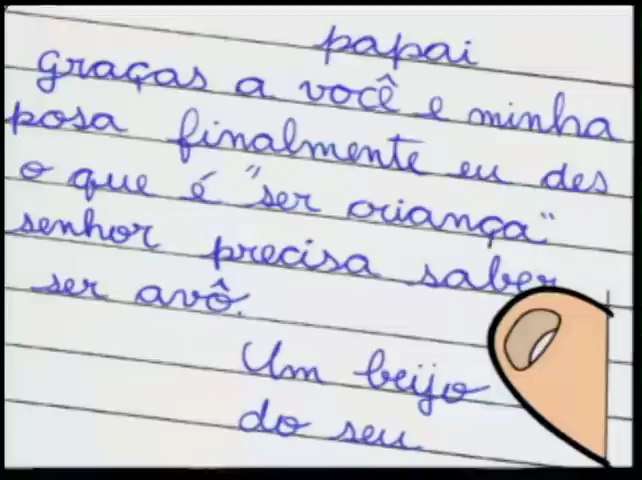 papai
graças a você e minha
posa finalmente eu des
o que é "ser criança"
senhor precisa saber
ser avô.
Um beijo
do seu